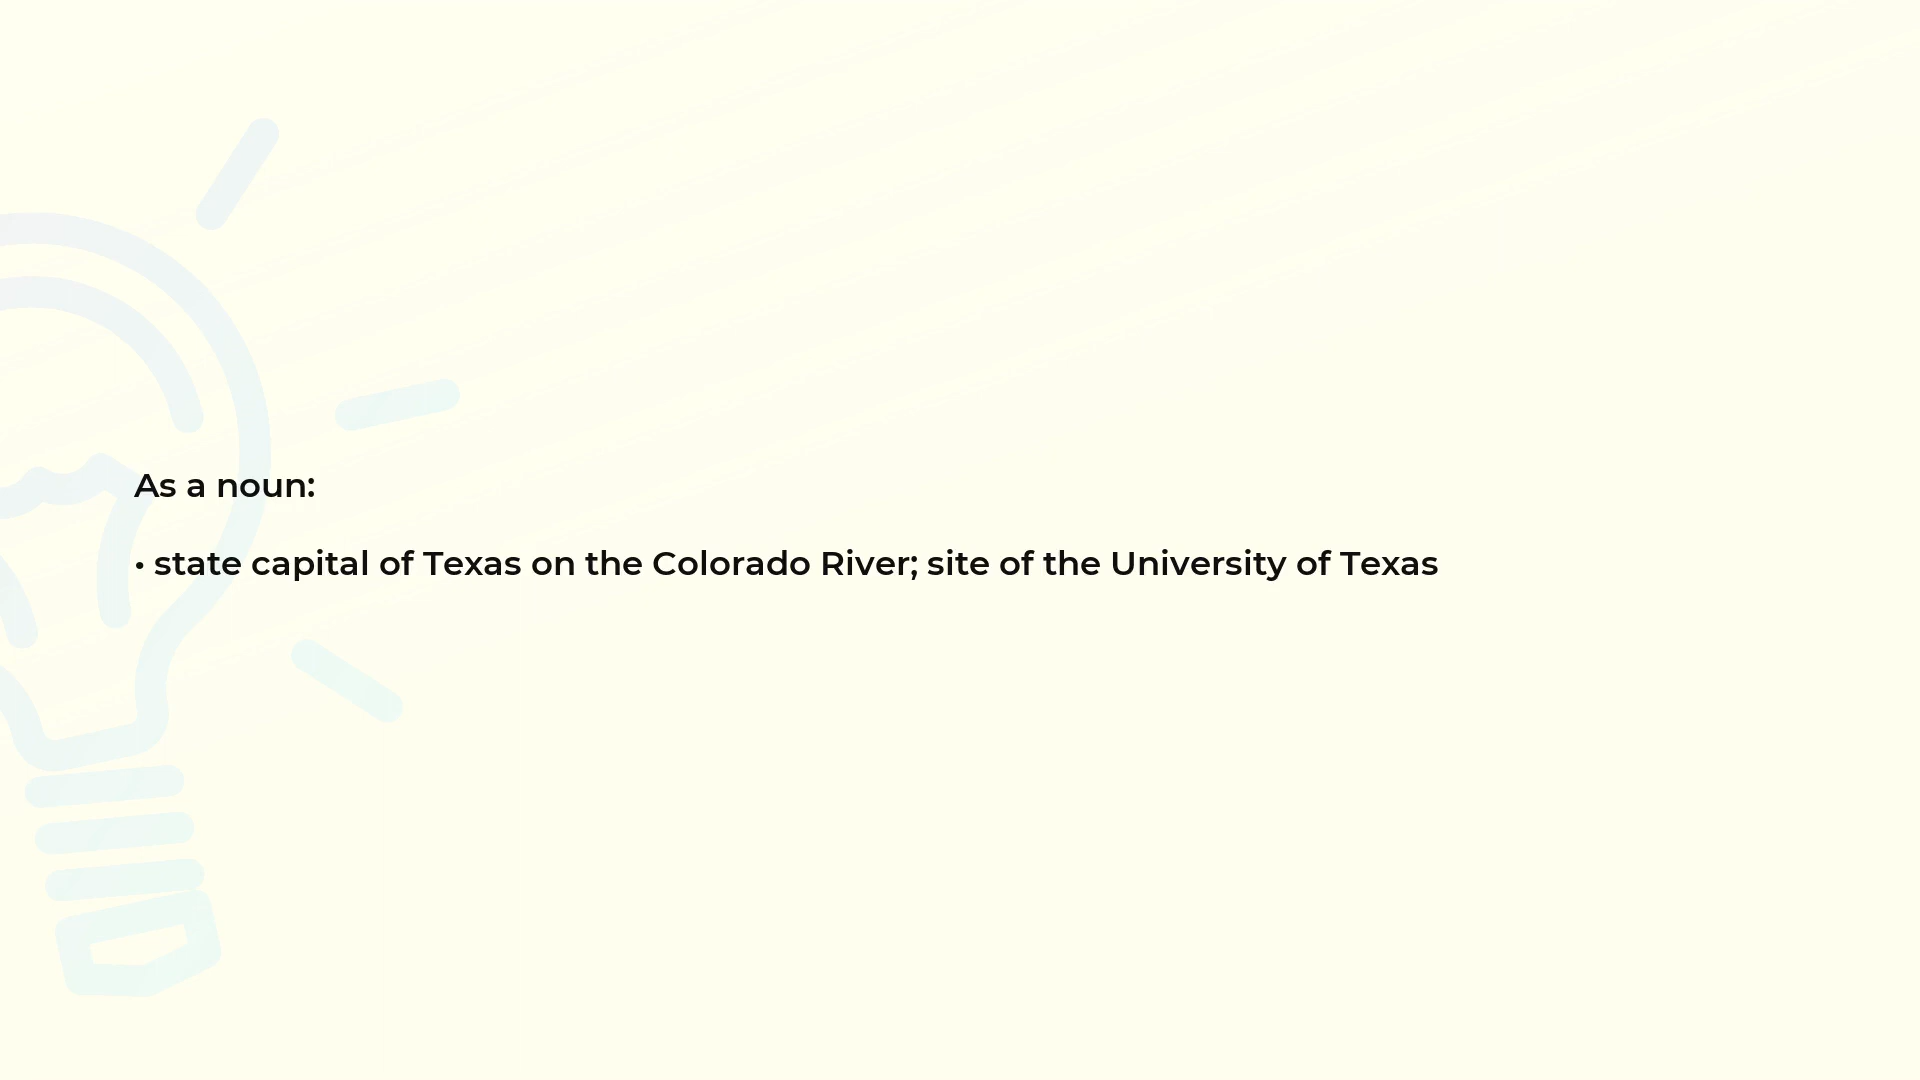 As a noun:
• state capital of Texas on the Colorado River; site of the University of Texas